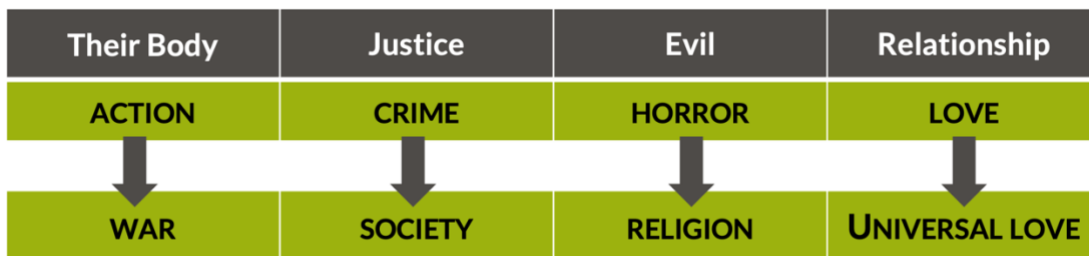 Their Body Justice Evil Relationship
ACTION CRIME HORROR LOVE
WAR SOCIETY RELIGION UNIVERSAL LOVE